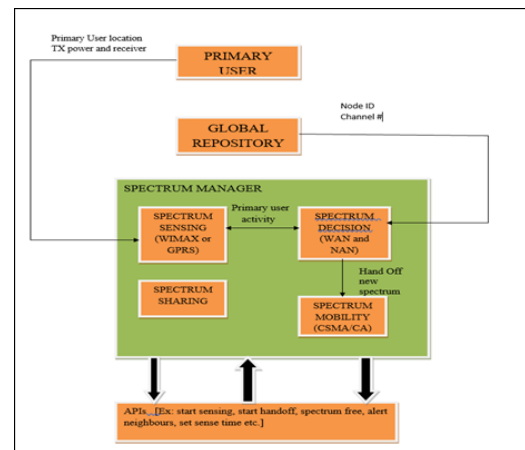 Primary User location
TX power and receiver
PRIMARY
USER
Node ID
Channel #
GLOBAL
REPOSITORY
SPECTRUM MANAGER
SPECTRUM
SENSING
(WIMAX or
GPRS)
Primary user
activity
SPECTRUM
DECISION
(WAN and
NAN)
Hand Off
new
spectrum
SPECTRUM
SHARING
SPECTRUM
MOBILITY
(CSMA/CA)
APIs [Ex: start sensing, start handoff, spectrum free, alert
neighbours, set sense time etc.]